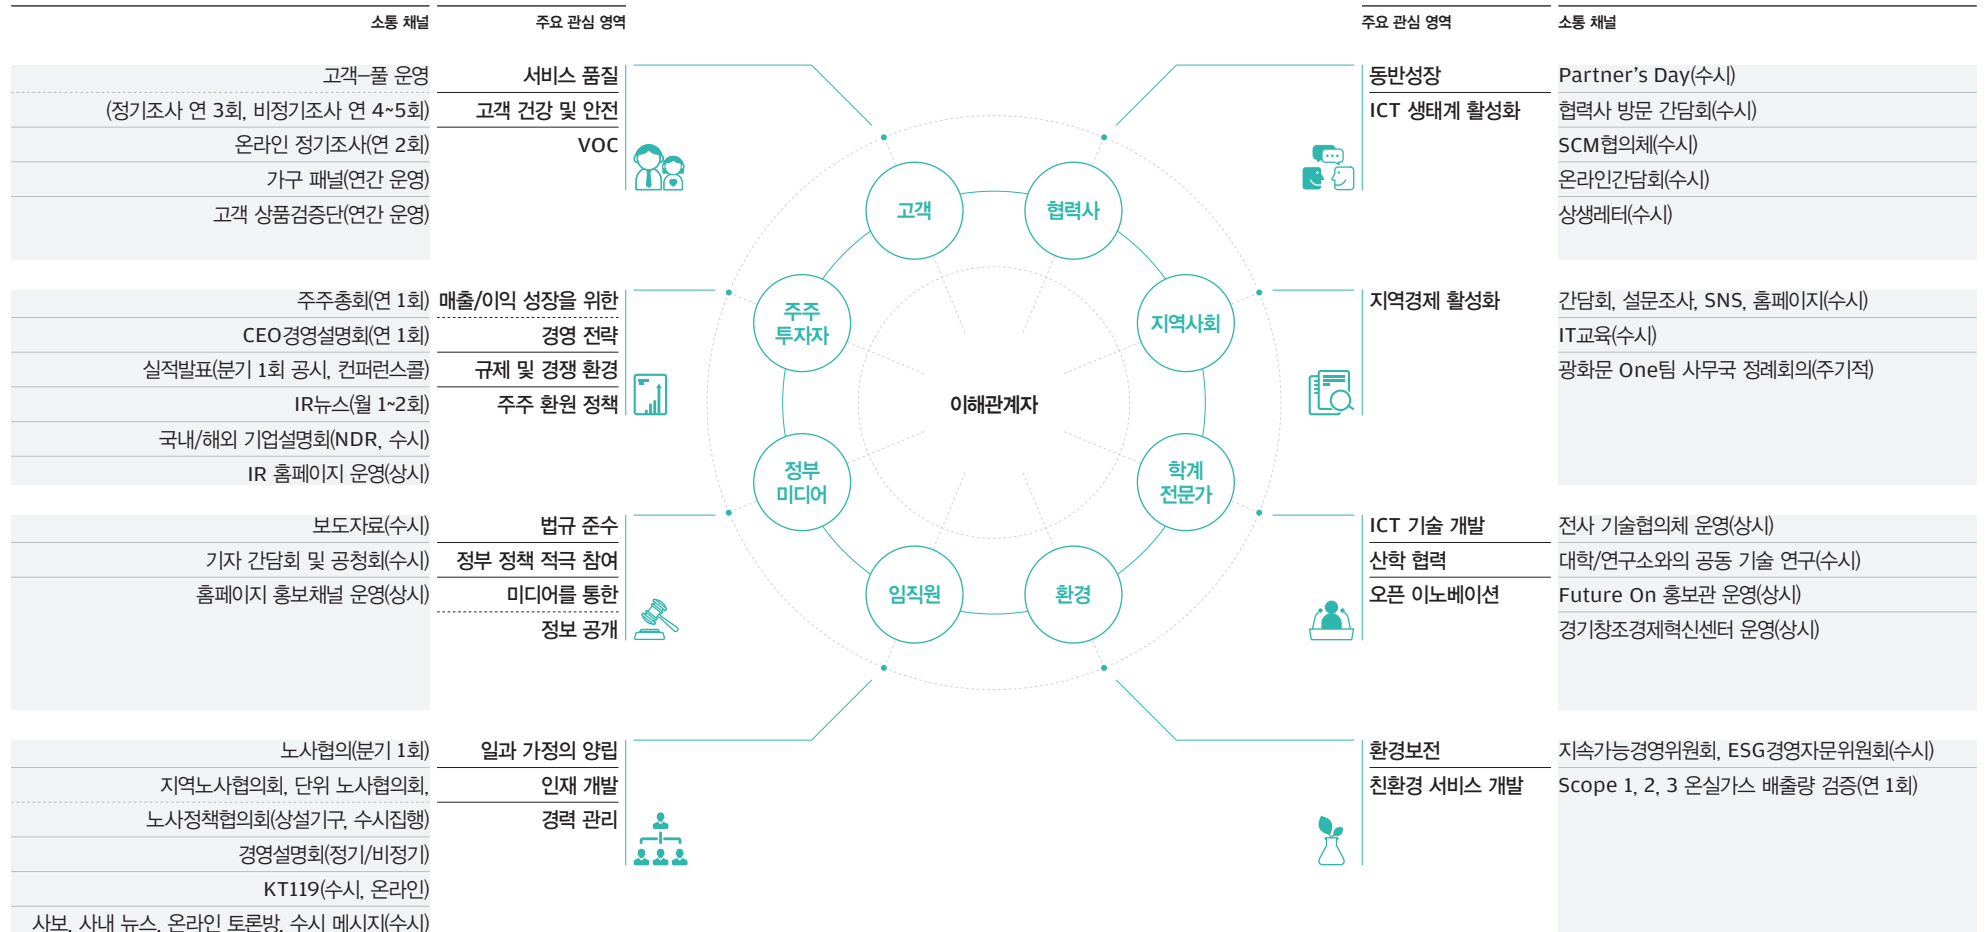 소통 채널
주요 관심 영역
고객-풀 운영
(정기조사 연 3회, 비정기조사 연 4~5회)
온라인 정기조사(연 2회)
가구 패널(연간 운영)
고객 상품검증단(연간 운영)
서비스 품질
고객 건강 및 안전
VOC
주주총회(연 1회)
CEO경영설명회(연 1회)
실적발표(분기 1회 공시, 컨퍼런스콜)
IR뉴스(월 1~2회)
국내/해외 기업설명회(NDR, 수시)
IR 홈페이지 운영(상시)
매출/이익 성장을 위한
경영 전략
규제 및 경쟁 환경
주주 환원 정책
보도자료(수시)
기자 간담회 및 공청회(수시)
홈페이지 홍보채널 운영(상시)
법규 준수
정부 정책 적극 참여
미디어를 통한
정보 공개
노사협의(분기 1회)
지역노사협의회, 단위 노사협의회,
노사정책협의회(상설기구, 수시집행)
경영설명회(정기/비정기)
KT119(수시, 온라인)
사보, 사내 뉴스, 온라인 토론방, 수시 메시지(수시)
일과 가정의 양립
인재 개발
경력 관리
고객
협력사
주주
투자자
지역사회
이해관계자
정부
미디어
학계
전문가
임직원
환경
주요 관심 영역
소통 채널
동반성장
ICT 생태계 활성화
Partner's Day(수시)
협력사 방문 간담회(수시)
SCM협의체(수시)
온라인간담회(수시)
상생레터(수시)
지역경제 활성화
간담회, 설문조사, SNS, 홈페이지(수시)
IT교육(수시)
광화문 One팀 사무국 정례회의(주기적)
ICT 기술 개발
산학 협력
오픈 이노베이션
전사 기술협의체 운영(상시)
대학/연구소와의 공동 기술 연구(수시)
Future On 홍보관 운영(상시)
경기창조경제혁신센터 운영(상시)
환경보전
친환경 서비스 개발
지속가능경영위원회, ESG경영자문위원회(수시)
Scope 1, 2, 3 온실가스 배출량 검증(연 1회)